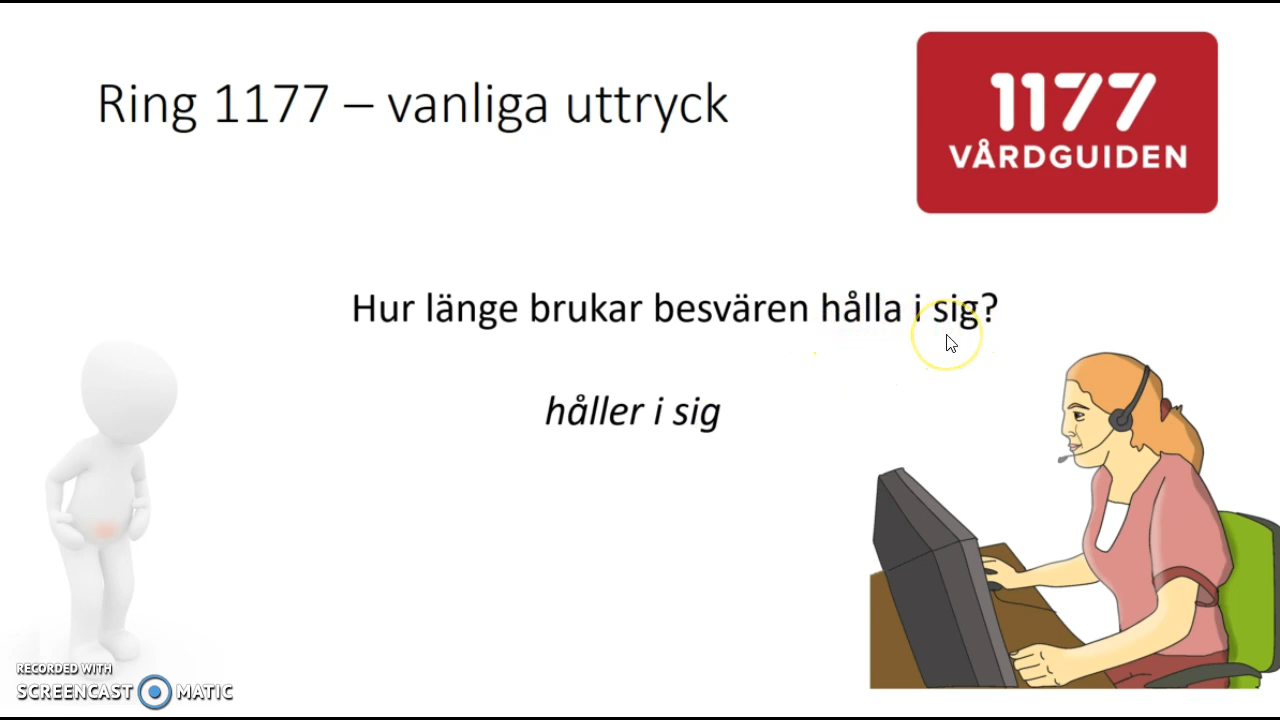 Ring 1177 – vanliga uttryck
1177
VÅRDGUIDEN
Hur länge brukar besvären hålla i sig?
håller i sig
RECORDED WITH
SCREENCAST MATIC